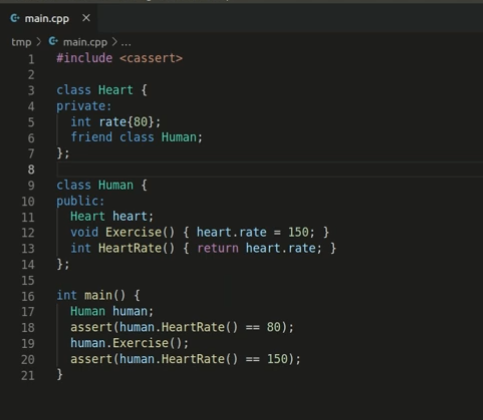 main.cpp ×
tmp > main.cpp > ...
1 #include <cassert>
2
3 class Heart {
4 private:
5   int rate{80};
6   friend class Human;
7 };
8
9 class Human {
10 public:
11   Heart heart;
12   void Exercise() { heart.rate = 150; }
13   int HeartRate() { return heart.rate; }
14 };
15
16 int main() {
17   Human human;
18   assert(human.HeartRate() == 80);
19   human.Exercise();
20   assert(human.HeartRate() == 150);
21 }